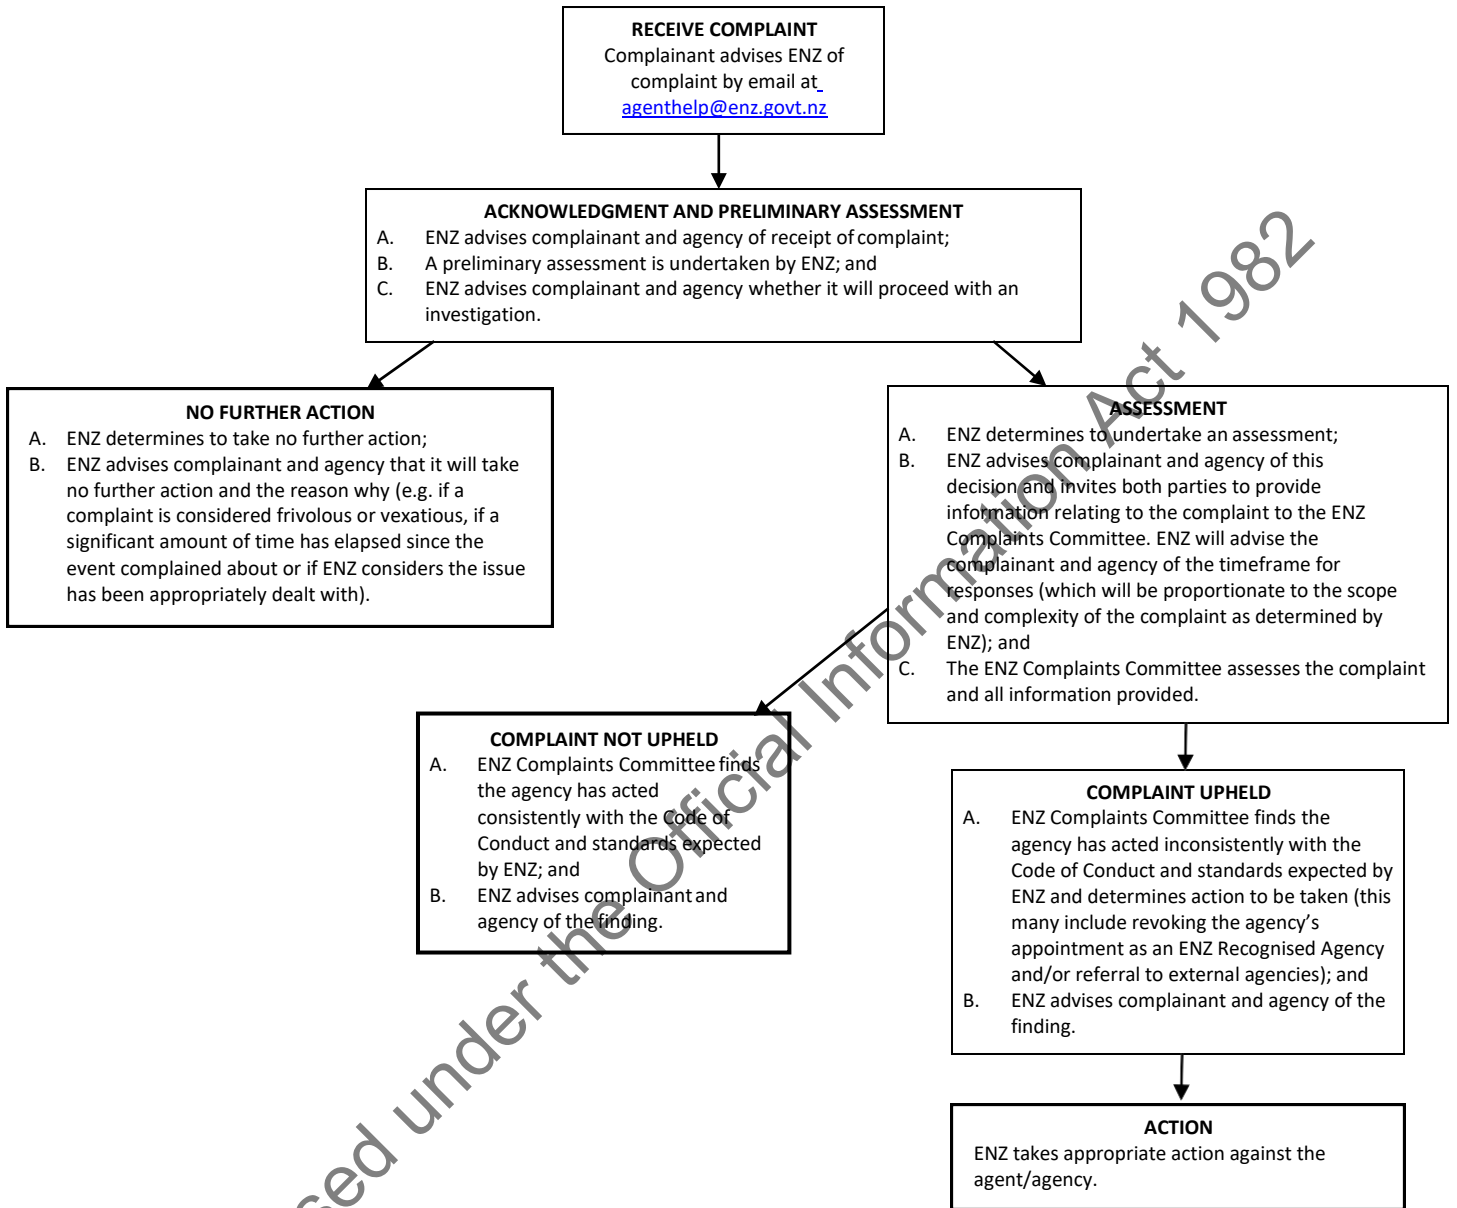 RECEIVE COMPLAINT
Complainant advises ENZ of
complaint by email at
agenthelp@enz.govt.nz
ACKNOWLEDGMENT AND PRELIMINARY ASSESSMENT
A. ENZ advises complainant and agency of receipt of complaint;
B. A preliminary assessment is undertaken by ENZ; and
C. ENZ advises complainant and agency whether it will proceed with an
investigation.
NO FURTHER ACTION
A. ENZ determines to take no further action;
B. ENZ advises complainant and agency that it will take
no further action and the reason why (e.g. if a
complaint is considered frivolous or vexatious, if a
significant amount of time has elapsed since the
event complained about or if ENZ considers the issue
has been appropriately dealt with).
ASSESSMENT
A. ENZ determines to undertake an assessment;
B. ENZ advises complainant and agency of this
decision and invites both parties to provide
information relating to the complaint to the ENZ
Complaints Committee. ENZ will advise the
complainant and agency of the timeframe for
responses (which will be proportionate to the scope
and complexity of the complaint as determined by
ENZ); and
C. The ENZ Complaints Committee assesses the complaint
and all information provided.
COMPLAINT NOT UPHELD
A. ENZ Complaints Committee finds
the agency has acted
consistently with the Code of
Conduct and standards expected
by ENZ; and
B. ENZ advises complainant and
agency of the finding.
COMPLAINT UPHELD
A. ENZ Complaints Committee finds the
agency has acted inconsistently with the
Code of Conduct and standards expected by
ENZ and determines action to be taken (this
many include revoking the agency's
appointment as an ENZ Recognised Agency
and/or referral to external agencies); and
B. ENZ advises complainant and agency of the
finding.
ACTION
ENZ takes appropriate action against the
agent/agency.
sed under the Official Information Act 1982